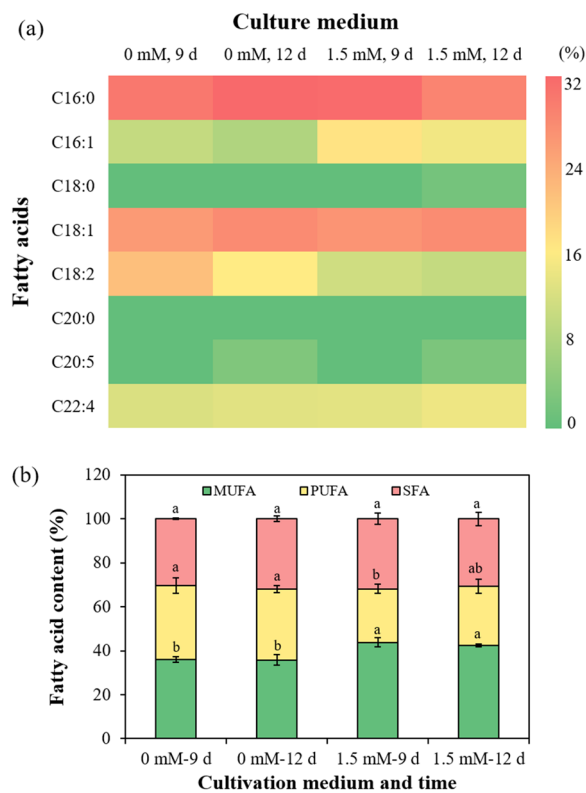 (a)
Culture medium
0 mM, 9 d 0 mM, 12 d 1.5 mM, 9 d 1.5 mM, 12 d
(%)
Fatty acids
C16:0
C16:1
C18:0
C18:1
C18:2
C20:0
C20:5
C22:4
32
24
16
8
0
(b)
Fatty acid content (%)
120
100
80
60
40
20
0
MUFA PUFA SFA
a a a a
a a b ab
b b a a
0 mM-9 d 0 mM-12 d 1.5 mM-9 d 1.5 mM-12 d
Cultivation medium and time